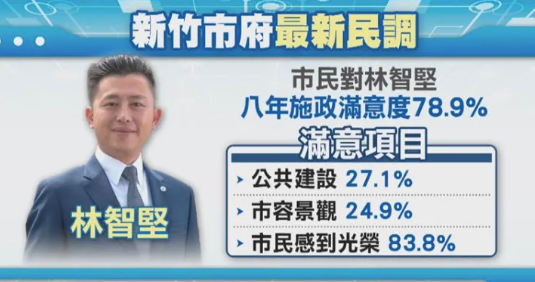 新竹市府最新民調
市民對林智堅
八年施政滿意度78.9%
滿意項目
公共建設 27.1%
市容景觀 24.9%
市民感到光榮 83.8%
林智堅